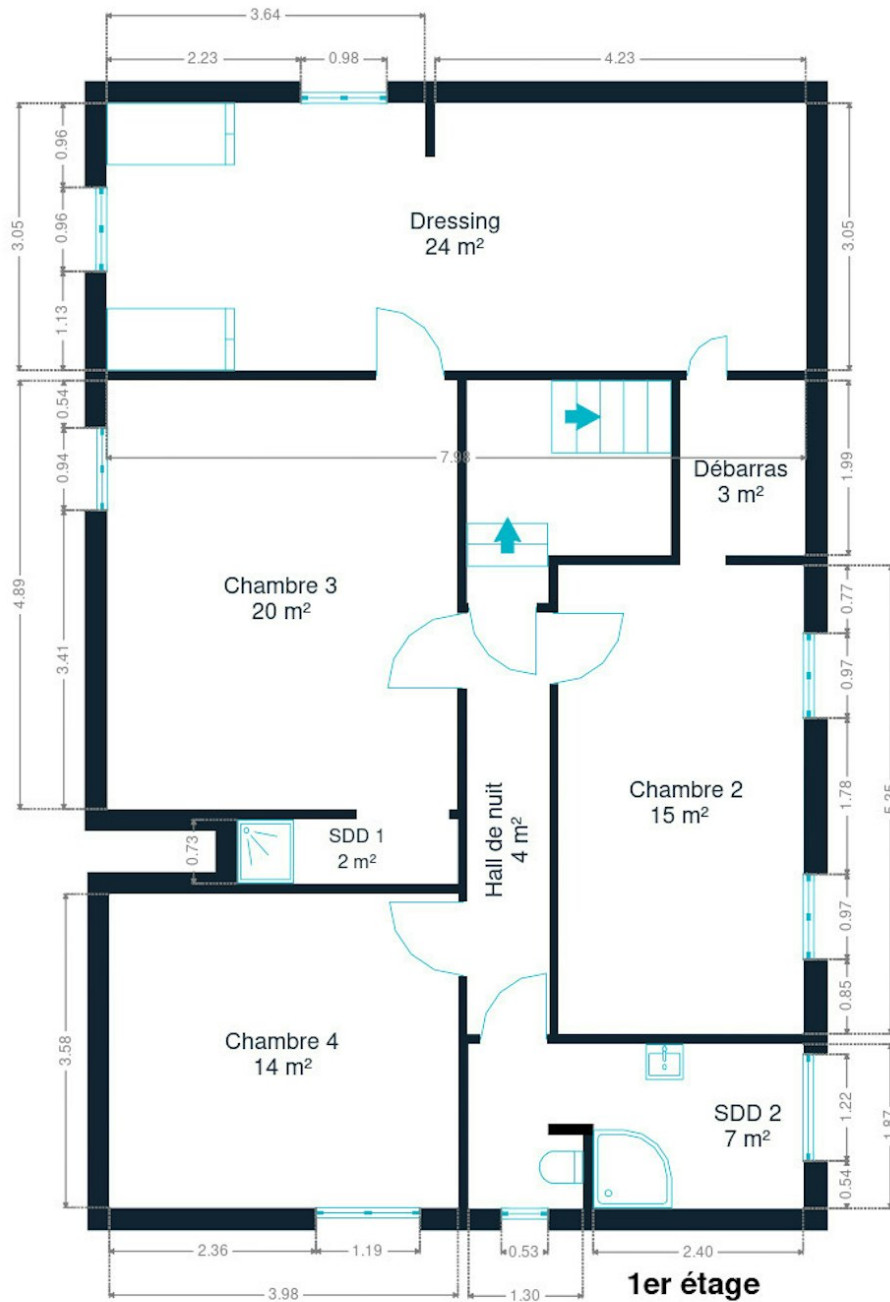 3.64
2.23
0.98
4.23
0.96
3.05
0.96
1.13
3.05
Dressing
24 m²
0.54
0.94
4.89
3.41
7.98
Débarras
3 m²
1.99
Chambre 3
20 m²
0.77
0.97
1.78
5.35
0.97
0.85
Chambre 2
15 m²
Hall de nuit
4 m²
0.73
SDD 1
2 m²
3.58
Chambre 4
14 m²
SDD 2
7 m²
1.22
1.87
0.54
2.36
1.19
0.53
2.40
3.98
1.30
1er étage